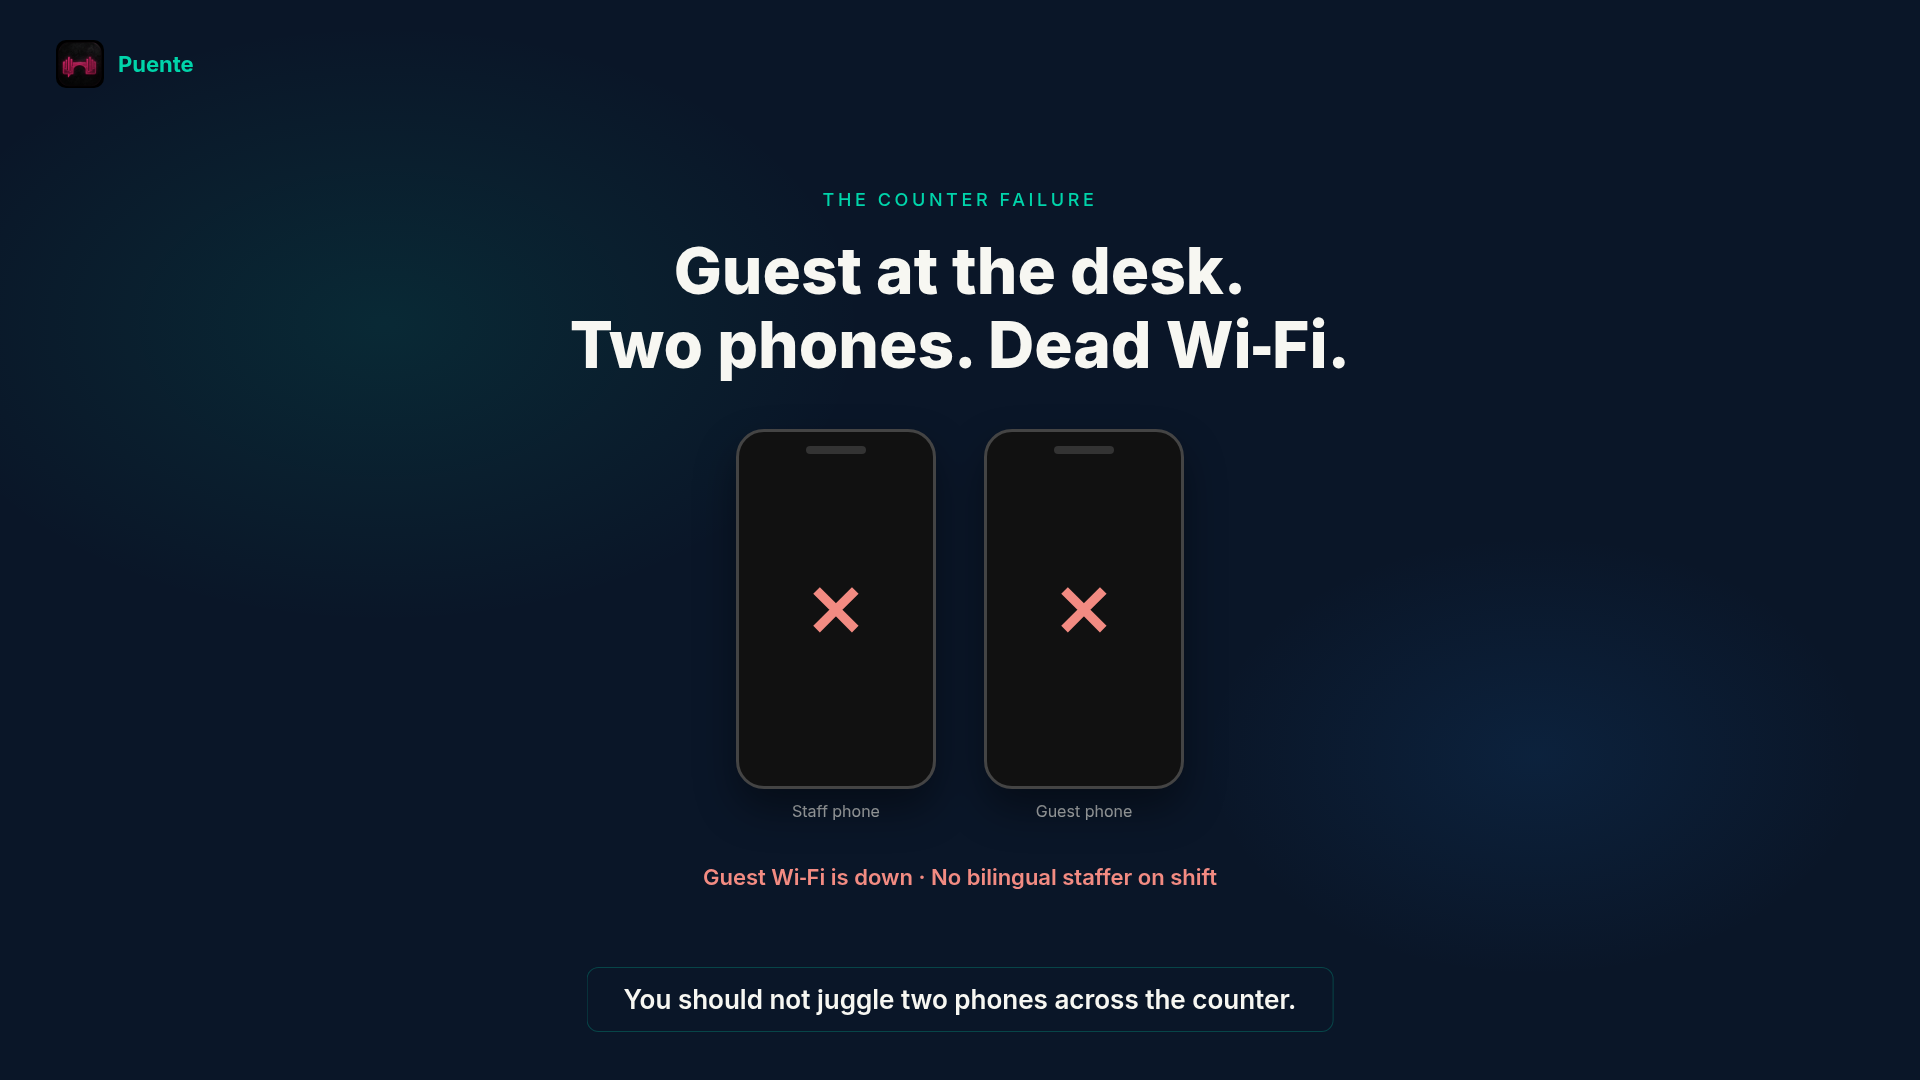 Puente
THE COUNTER FAILURE
Guest at the desk.
Two phones. Dead Wi-Fi.
Staff phone
Guest phone
Guest Wi-Fi is down · No bilingual staffer on shift
You should not juggle two phones across the counter.